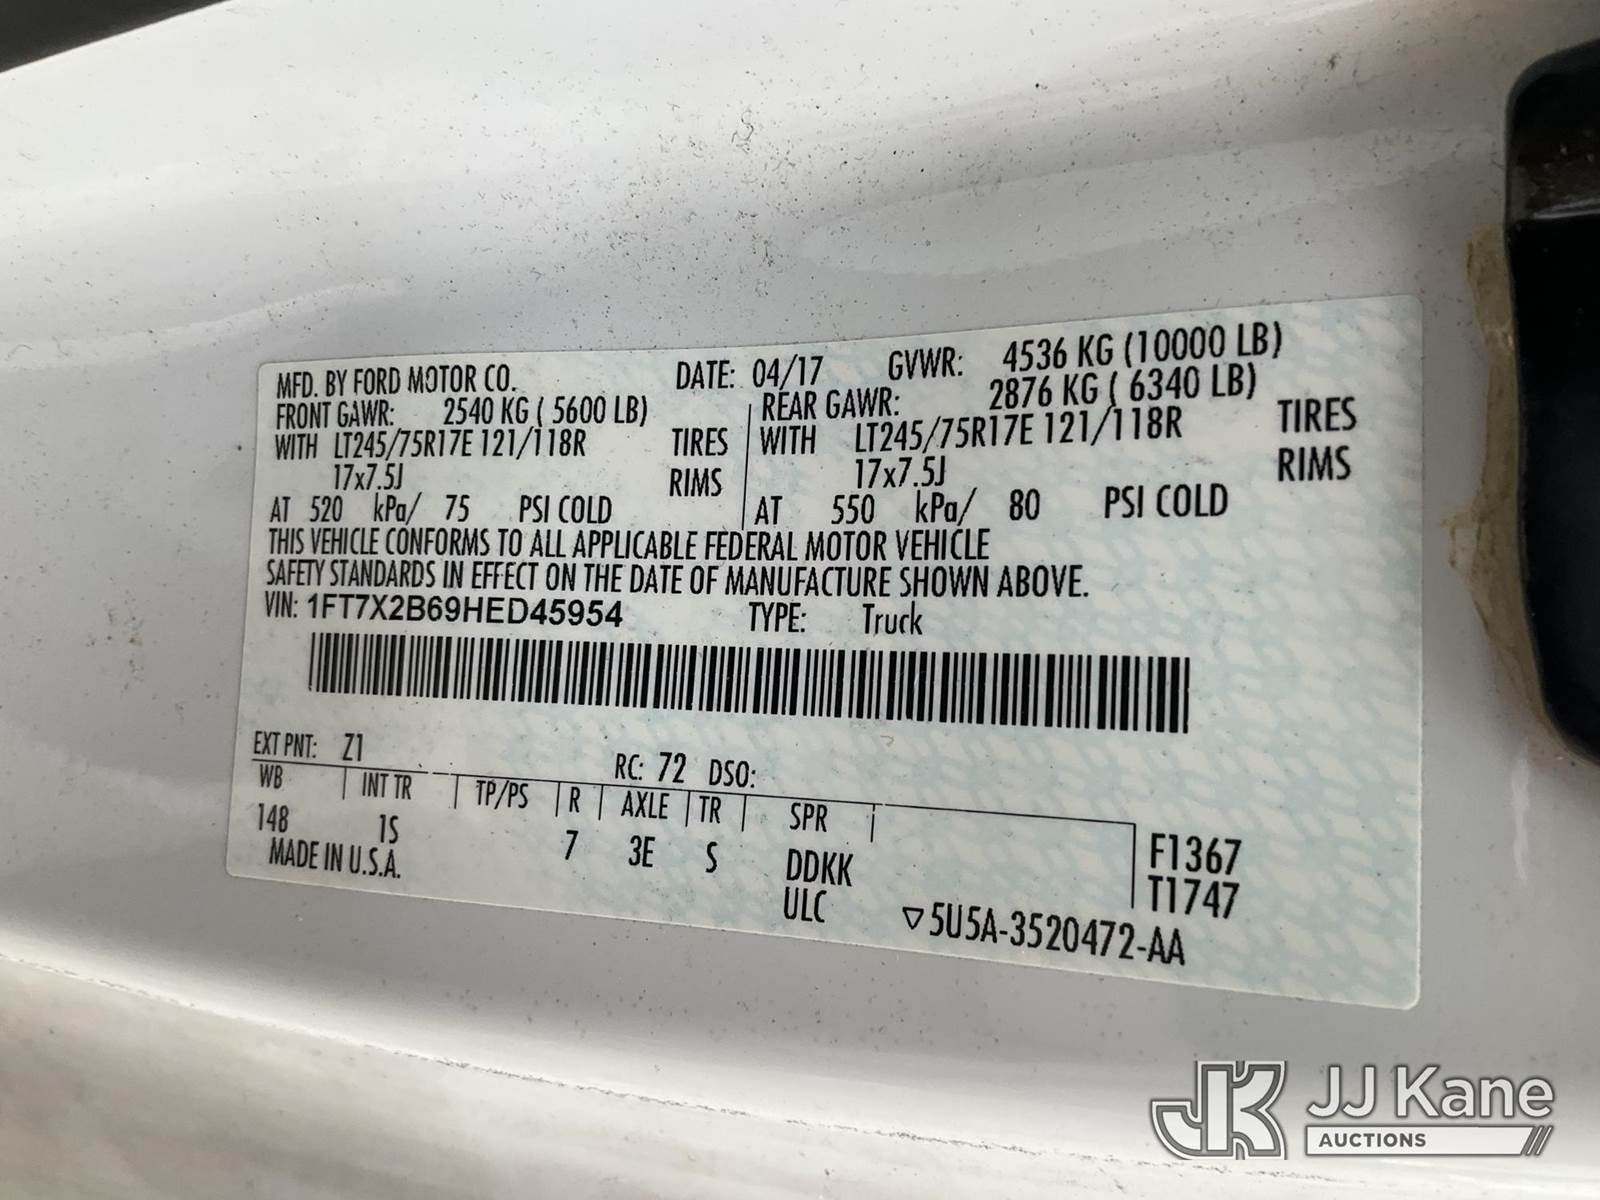 MFD. BY FORD MOTOR CO. DATE: 04/17 GVWR: 4536 KG (10000 LB)
FRONT GAWR: 2540 KG ( 5600 LB) REAR GAWR: 2876 KG ( 6340 LB)
WITH LT245/75R17E 121/118R TIRES WITH LT245/75R17E 121/118R TIRES
17x7.5J RIMS 17x7.5J RIMS
AT 520 kPa/ 75 PSI COLD AT 550 kPa/ 80 PSI COLD
THIS VEHICLE CONFORMS TO ALL APPLICABLE FEDERAL MOTOR VEHICLE
SAFETY STANDARDS IN EFFECT ON THE DATE OF MANUFACTURE SHOWN ABOVE.
VIN: 1FT7X2B69HED45954 TYPE: Truck
EXT PNT: Z1 RC: 72 DSO:
WB INT TR TP/PS R AXLE TR SPR
148 1S 7 3E S DDKK F1367
MADE IN U.S.A. ULC T1747
▽5U5A-3520472-AA
JK JJ Kane
AUCTIONS